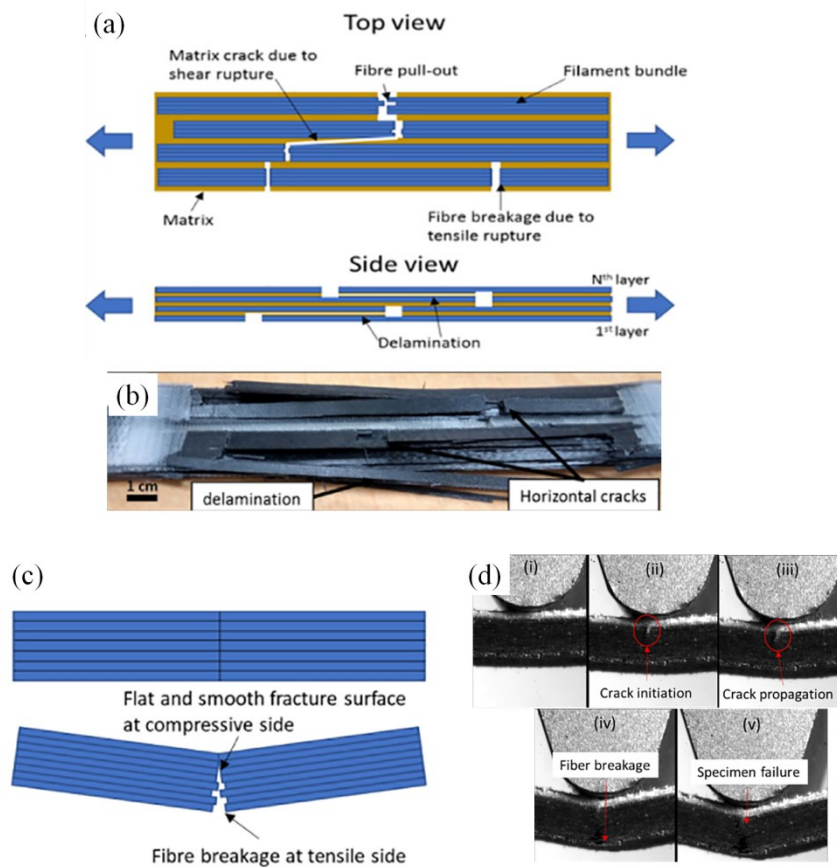 (a)
Top view
Matrix crack due to
shear rupture
Fibre pull-out
Filament bundle
Matrix
Fibre breakage due to
tensile rupture
Side view
Nth layer
1st layer
Delamination
(b)
1 cm
delamination
Horizontal cracks
(c)
Flat and smooth fracture surface
at compressive side
Fibre breakage at tensile side
(d)
(i)
(ii)
(iii)
Crack initiation
Crack propagation
(iv)
(v)
Fiber breakage
Specimen failure